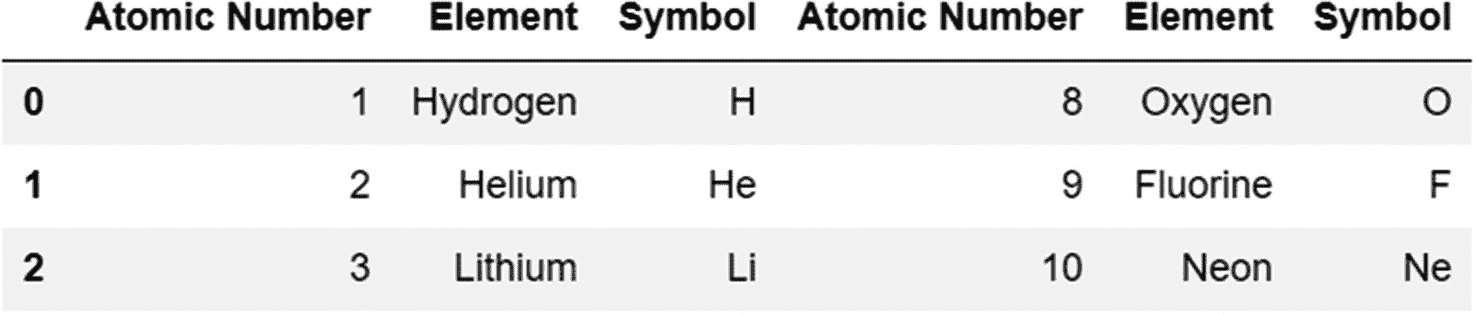 Atomic Number Element Symbol Atomic Number Element Symbol
0 1 Hydrogen H 8 Oxygen O
1 2 Helium He 9 Fluorine F
2 3 Lithium Li 10 Neon Ne